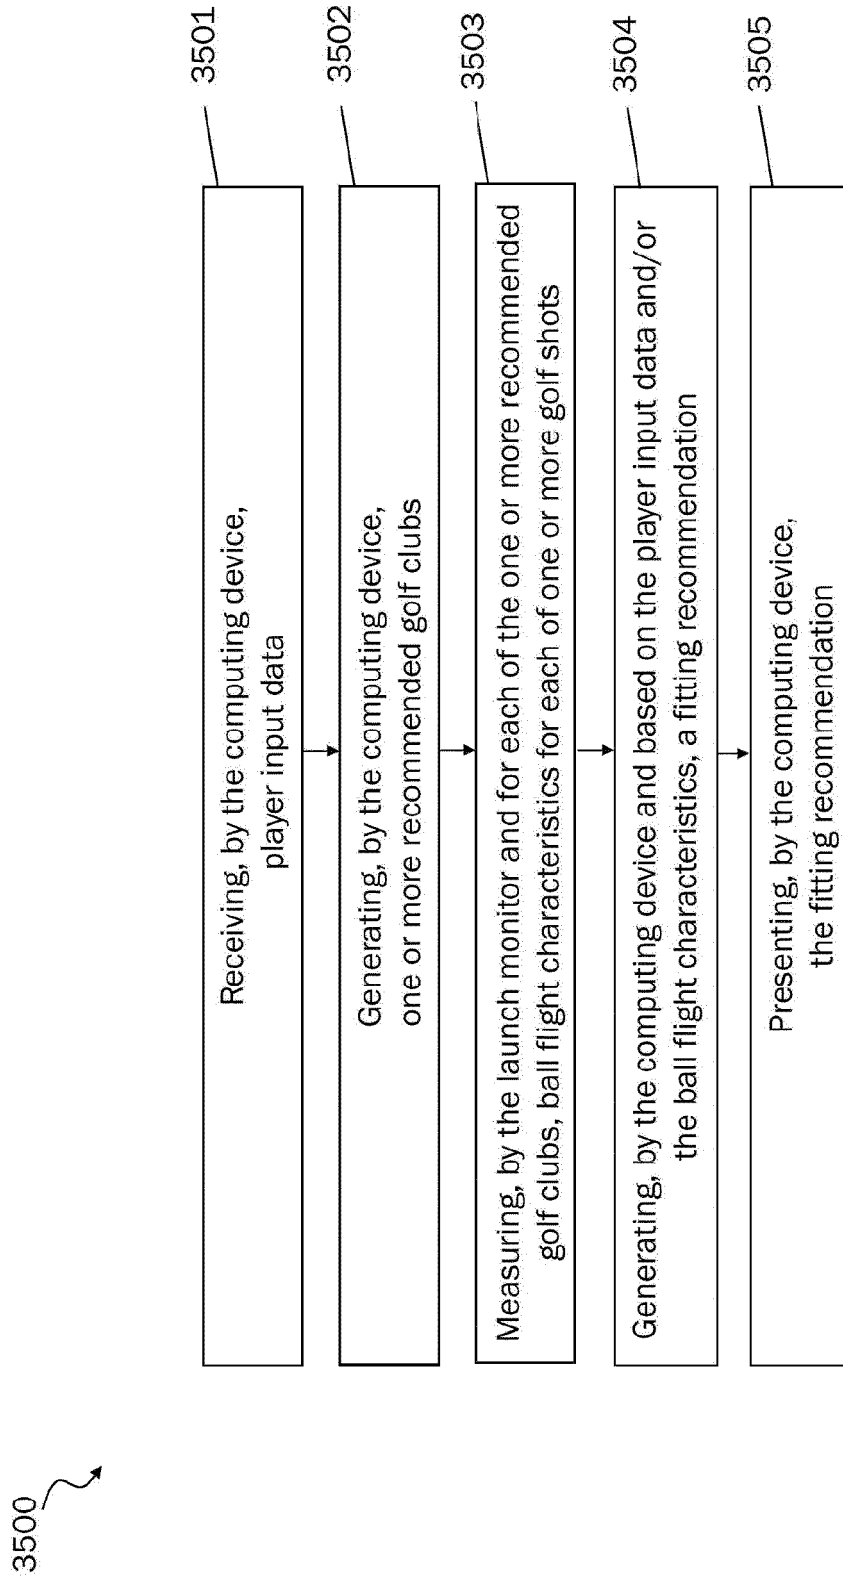 3500
3501
Receiving, by the computing device,
player input data
3502
Generating, by the computing device,
one or more recommended golf clubs
3503
Measuring, by the launch monitor and for each of the one or more recommended
golf clubs, ball flight characteristics for each of one or more golf shots
3504
Generating, by the computing device and based on the player input data and/or
the ball flight characteristics, a fitting recommendation
3505
Presenting, by the computing device,
the fitting recommendation